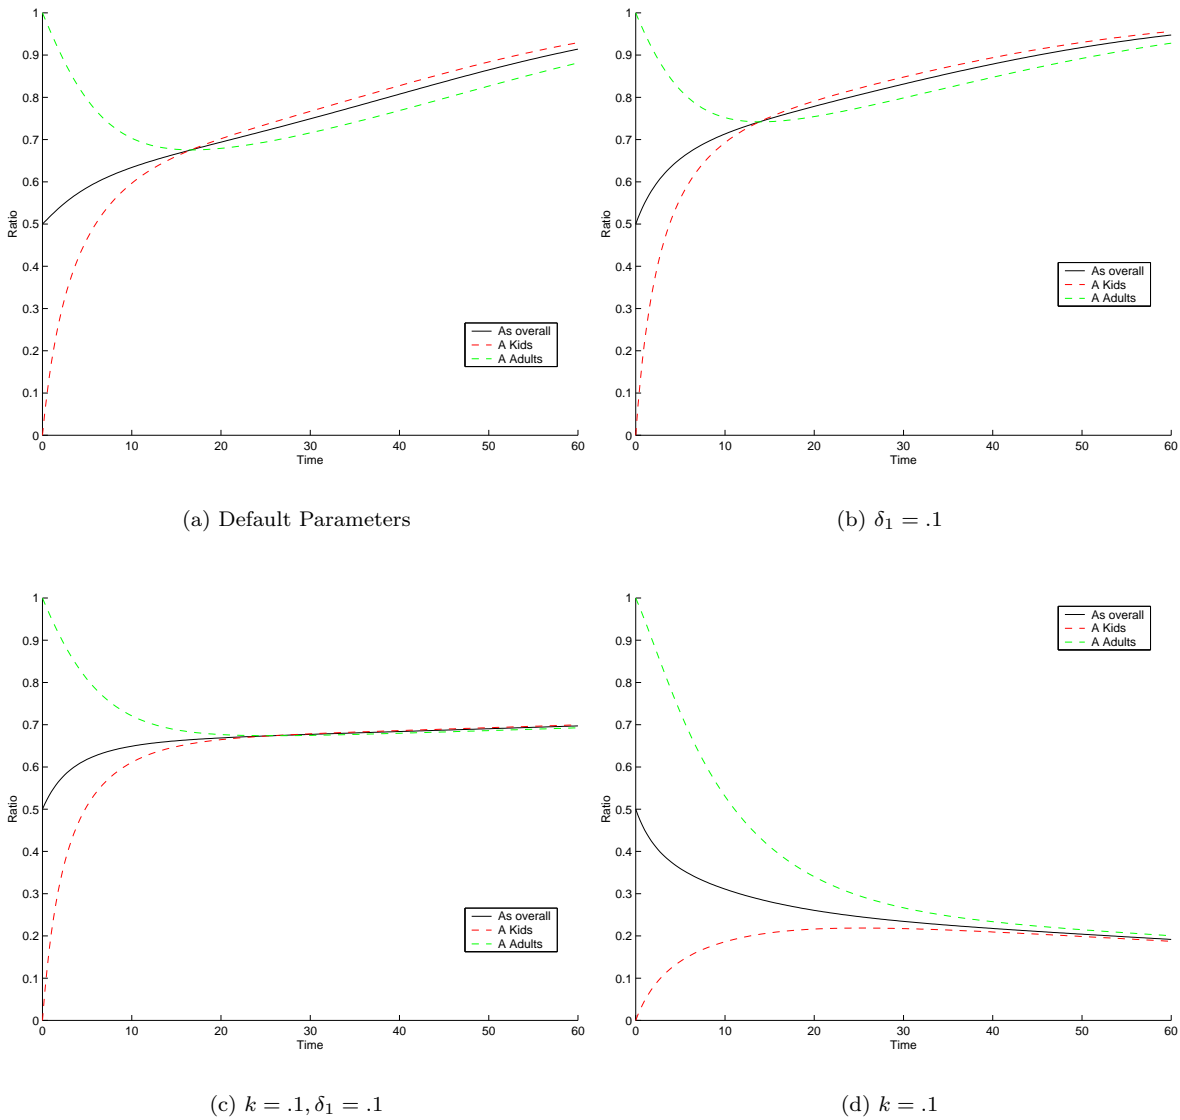 1
0.9
0.8
0.7
0.6
0.5
0.4
0.3
0.2
0.1
0
Ratio
0 10 20 30 40 50 60
Time
As overall
A Kids
A Adults
(a) Default Parameters
1
0.9
0.8
0.7
0.6
0.5
0.4
0.3
0.2
0.1
0
Ratio
0 10 20 30 40 50 60
Time
As overall
A Kids
A Adults
(b) δ₁ = .1
1
0.9
0.8
0.7
0.6
0.5
0.4
0.3
0.2
0.1
0
Ratio
0 10 20 30 40 50 60
Time
As overall
A Kids
A Adults
(c) k = .1, δ₁ = .1
1
0.9
0.8
0.7
0.6
0.5
0.4
0.3
0.2
0.1
0
Ratio
0 10 20 30 40 50 60
Time
As overall
A Kids
A Adults
(d) k = .1